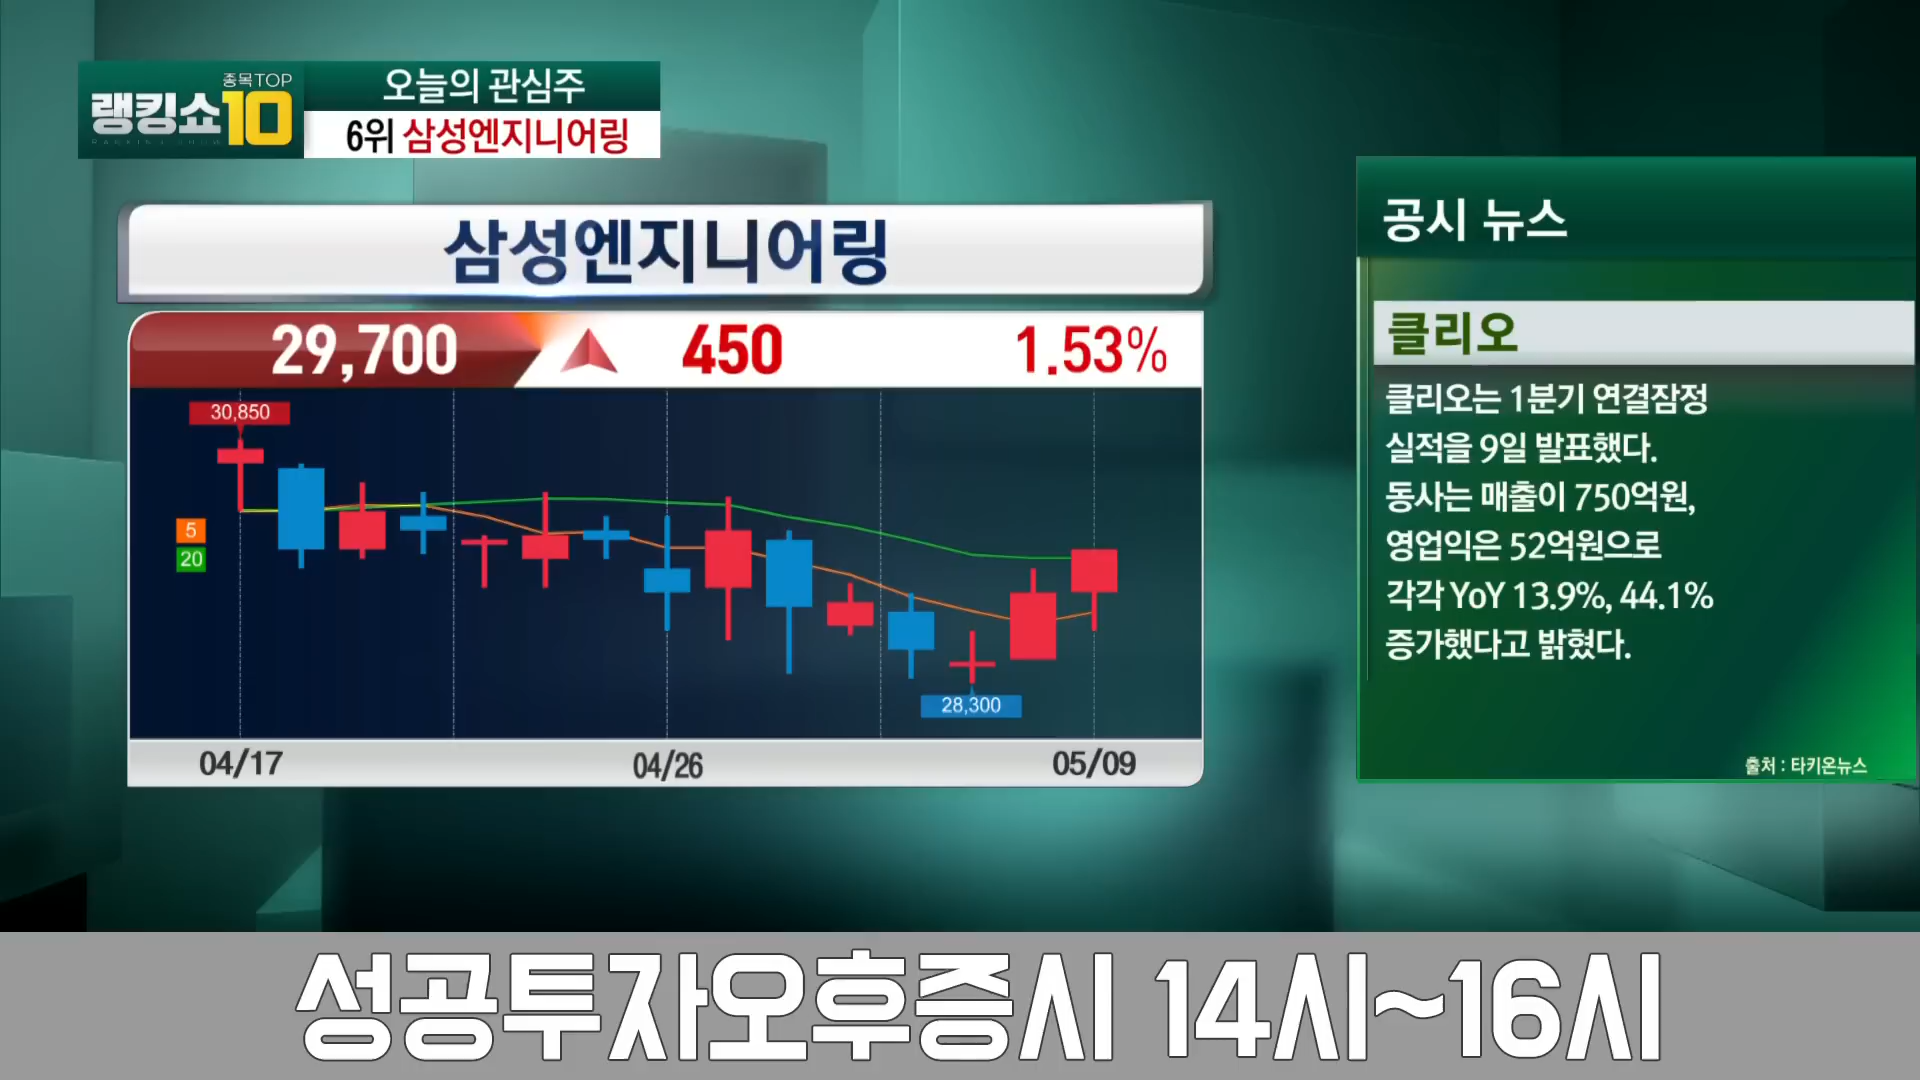 종목TOP
랭킹쇼10
RANKING SHOW
오늘의 관심주
6위 삼성엔지니어링
삼성엔지니어링
29,700 450 1.53%
30,850
5
20
28,300
04/17 04/26 05/09
공시 뉴스
클리오
클리오는 1분기 연결잠정
실적을 9일 발표했다.
동사는 매출이 750억원,
영업익은 52억원으로
각각 YoY 13.9%, 44.1%
증가했다고 밝혔다.
출처 : 타키온뉴스
성공투자오후증시 14시~16시